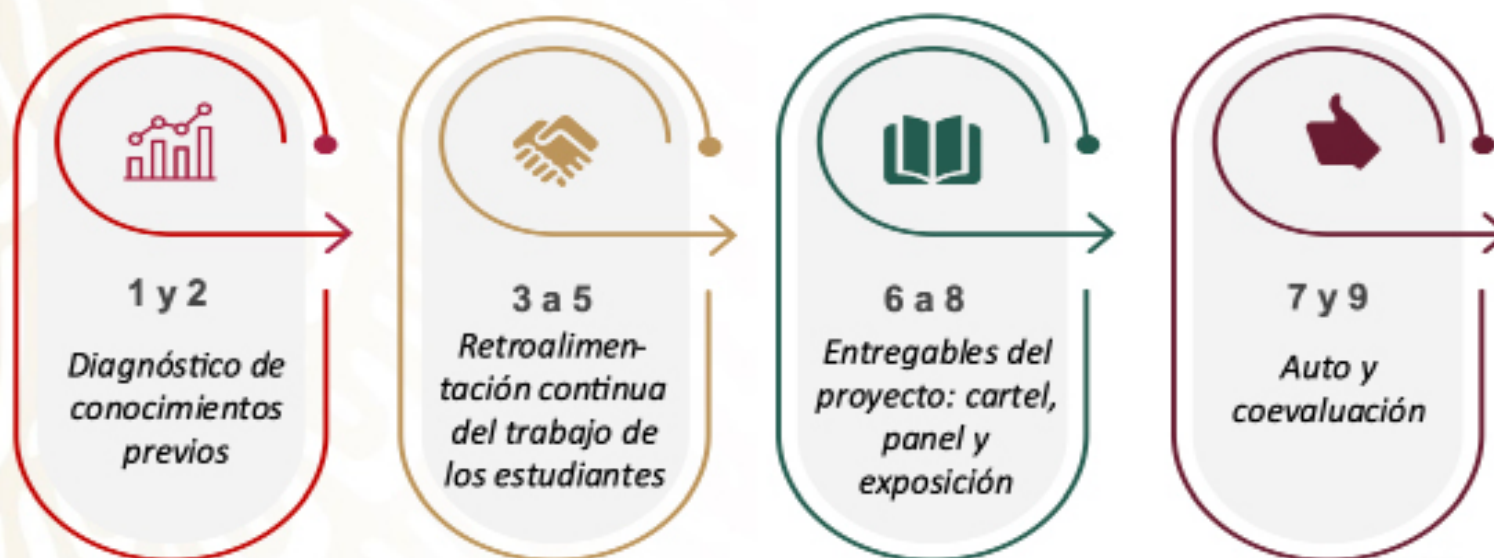 1 y 2
Diagnóstico de
conocimientos
previos
3 a 5
Retroalimen-
tación continua
del trabajo de
los estudiantes
6 a 8
Entregables del
proyecto: cartel,
panel y
exposición
7 y 9
Auto y
coevaluación